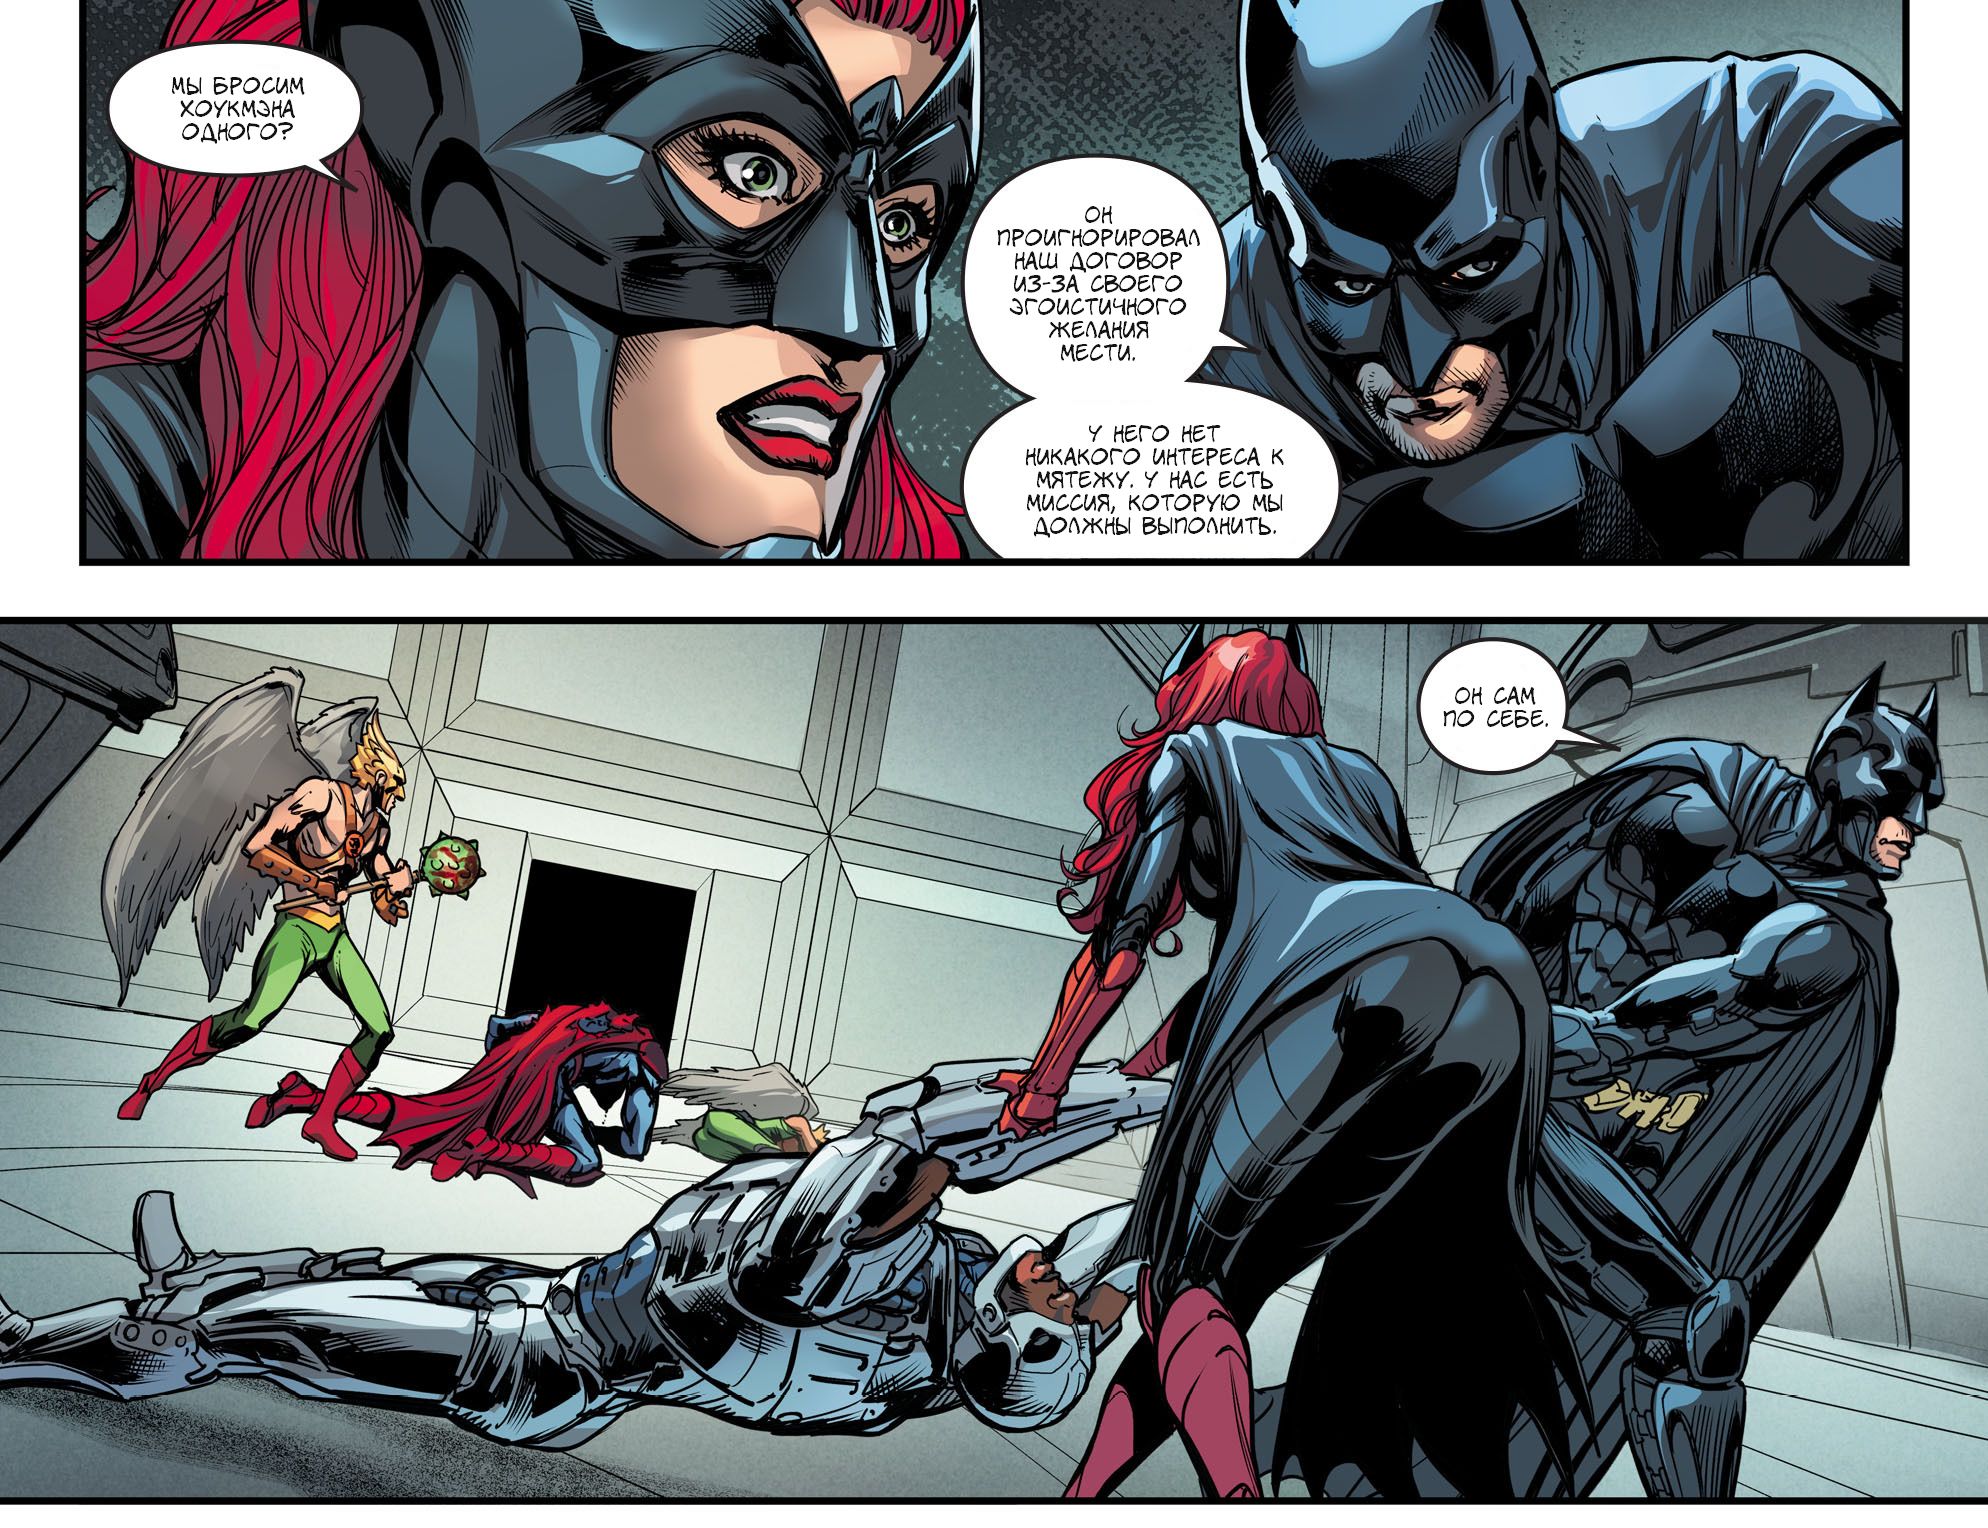 МЫ БРОСИМ
ХОУКМЭНА
ОДНОГО?
ОН
ПРОИГНОРИРОВАЛ
НАШ ДОГОВОР
ИЗ-ЗА СВОЕГО
ЭГОИСТИЧНОГО
ЖЕЛАНИЯ
МЕСТИ.
У НЕГО НЕТ
НИКАКОГО ИНТЕРЕСА К
МЯТЕЖУ. У НАС ЕСТЬ
МИССИЯ, КОТОРУЮ МЫ
ДОЛЖНЫ ВЫПОЛНИТЬ.
ОН САМ
ПО СЕБЕ.